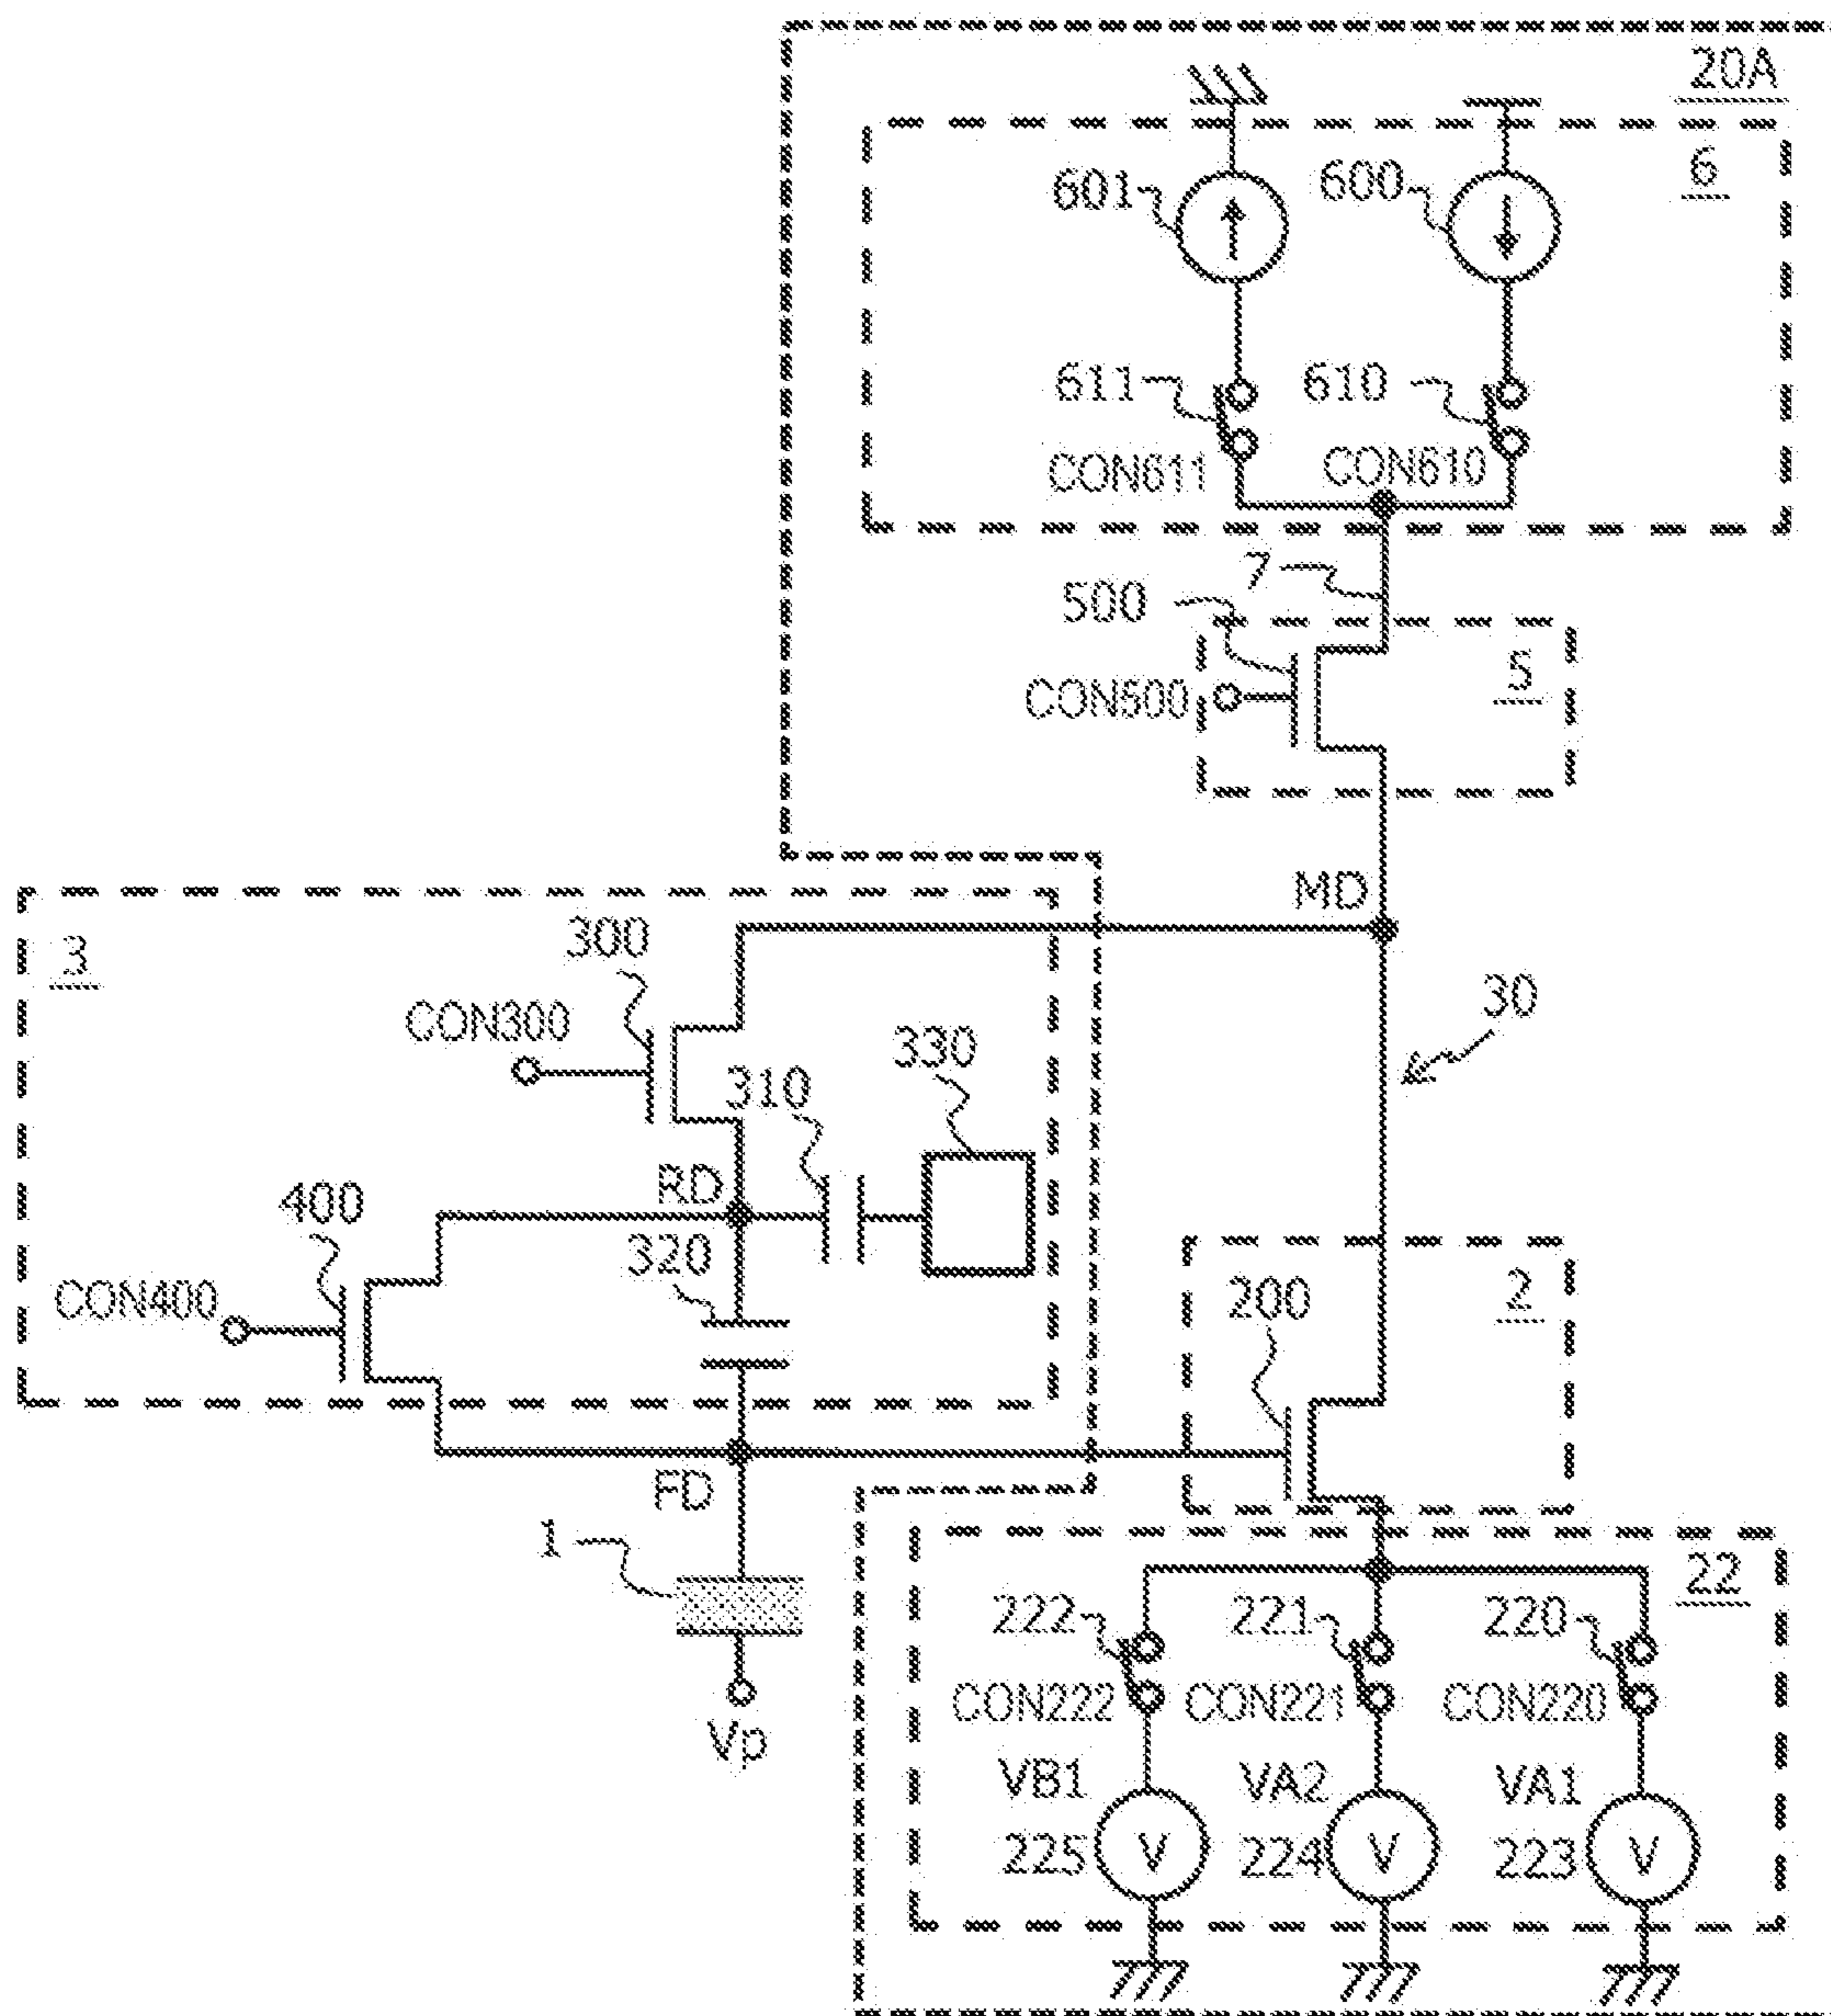 20A
6
601
600
611
610
CON611
CON610
7
500
5
CON500
MD
3
300
CON300
30
330
310
RD
400
320
CON400
2
200
FD
1
22
222
221
220
CON222
CON221
CON220
Vp
VB1
VA2
VA1
225
V
224
V
223
V